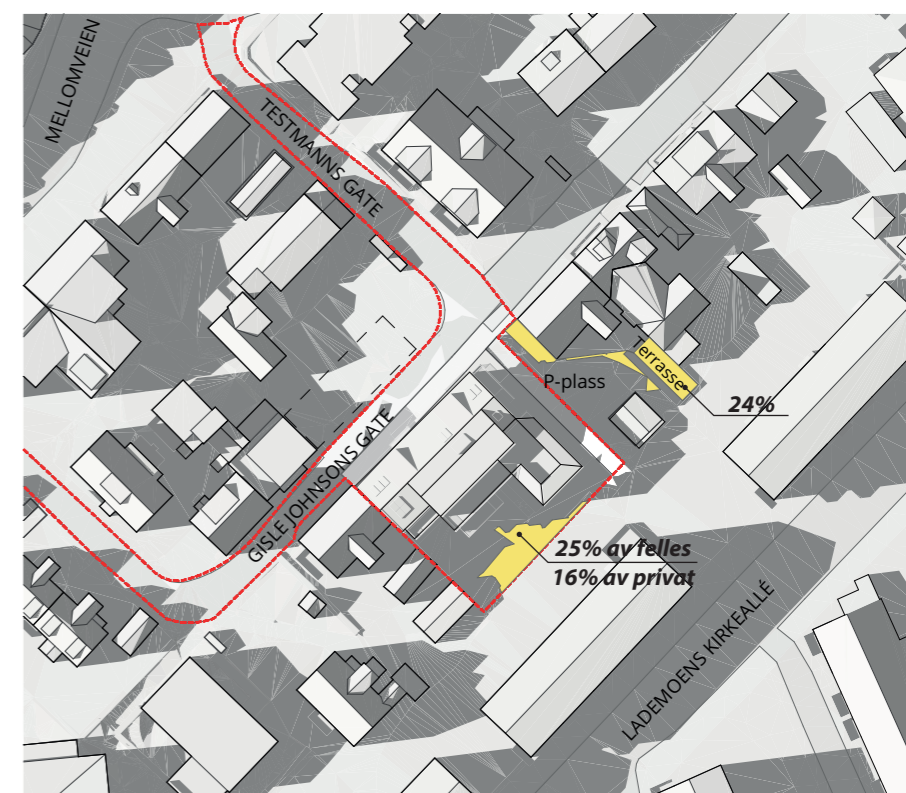 MELLOMVEIEN
TESTMANNS GATE
Terrasse
P-plass
24%
GISLE JOHNSONS GATE
25% av felles
16% av privat
LADEMOENS KIRKEALLÉ